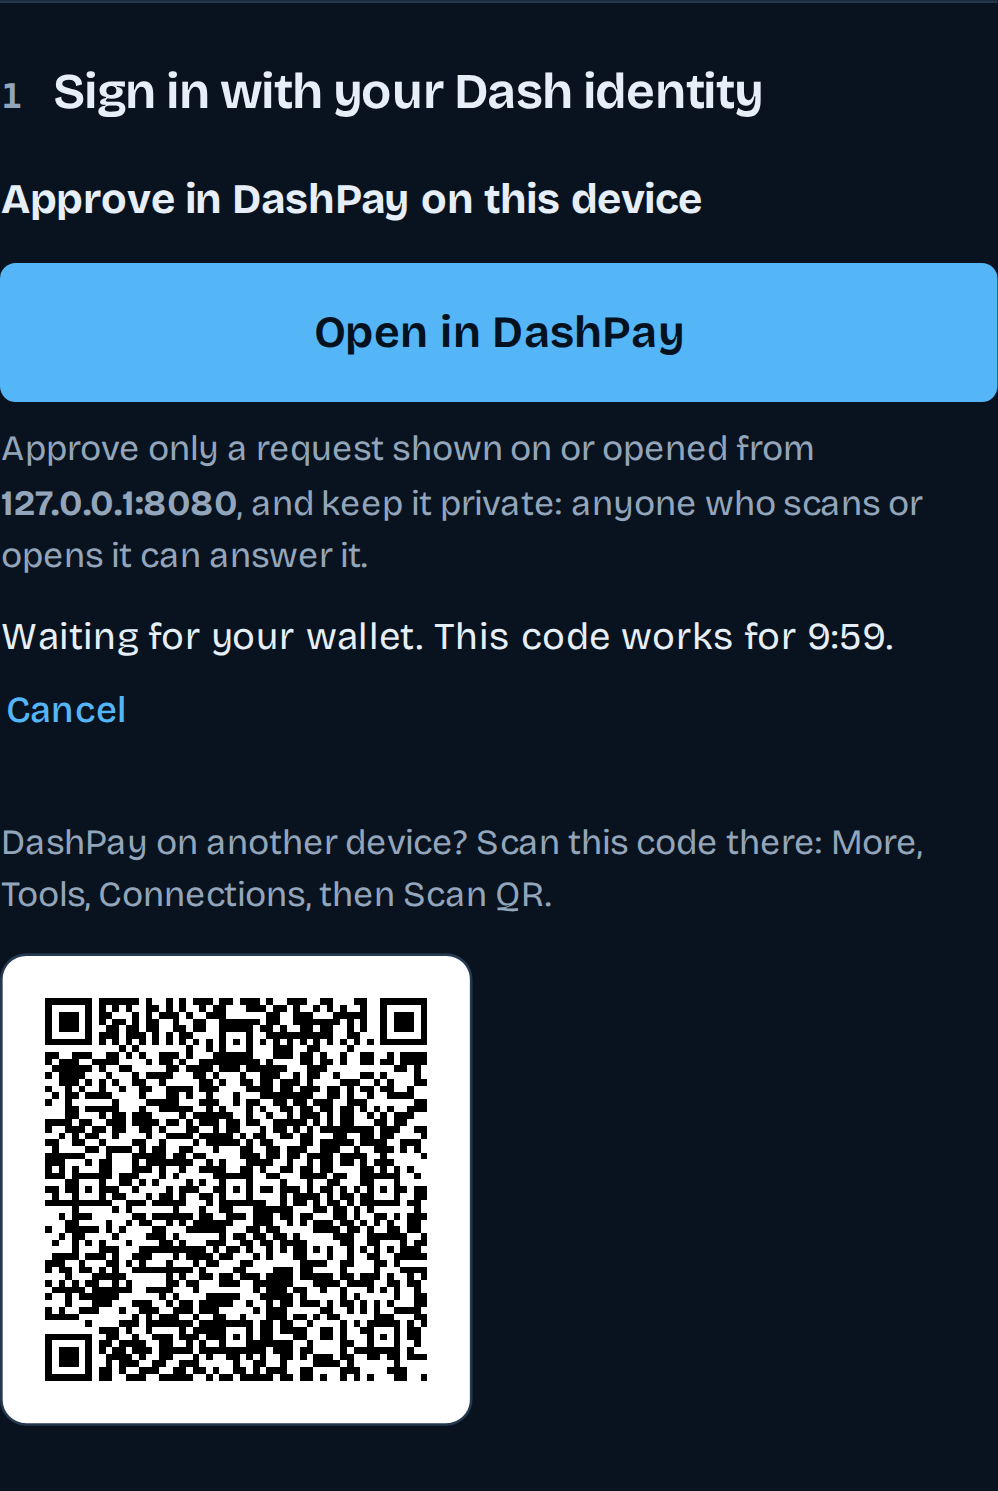 1 Sign in with your Dash identity
Approve in DashPay on this device
Open in DashPay
Approve only a request shown on or opened from
127.0.0.1:8080, and keep it private: anyone who scans or
opens it can answer it.
Waiting for your wallet. This code works for 9:59.
Cancel
DashPay on another device? Scan this code there: More,
Tools, Connections, then Scan QR.